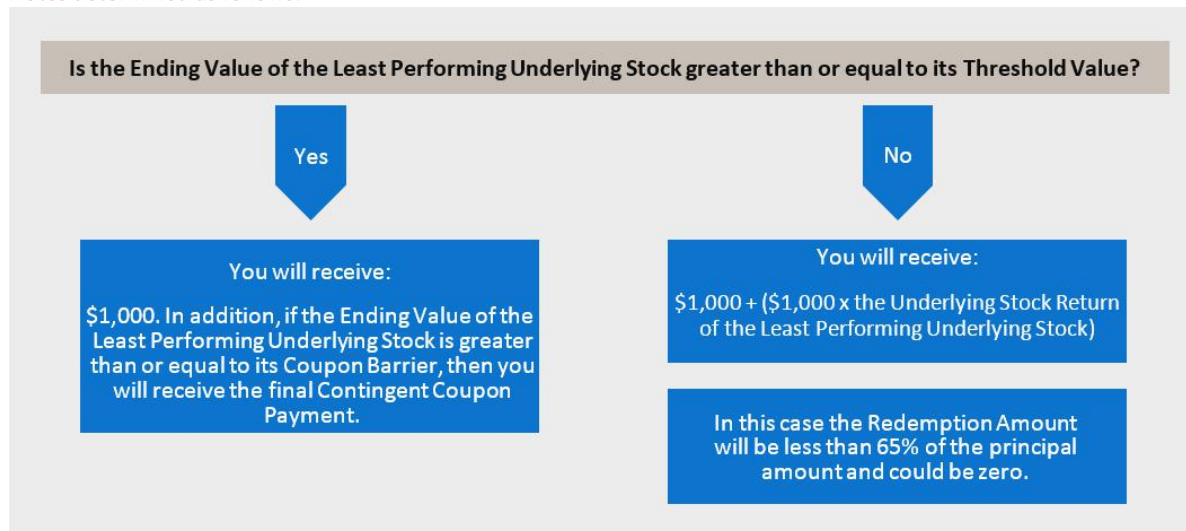 Is the Ending Value of the Least Performing Underlying Stock greater than or equal to its Threshold Value?
Yes
No
You will receive:
$1,000. In addition, if the Ending Value of the
Least Performing Underlying Stock is greater
than or equal to its Coupon Barrier, then you
will receive the final Contingent Coupon
Payment.
You will receive:
$1,000 + ($1,000 x the Underlying Stock Return
of the Least Performing Underlying Stock)
In this case the Redemption Amount
will be less than 65% of the principal
amount and could be zero.